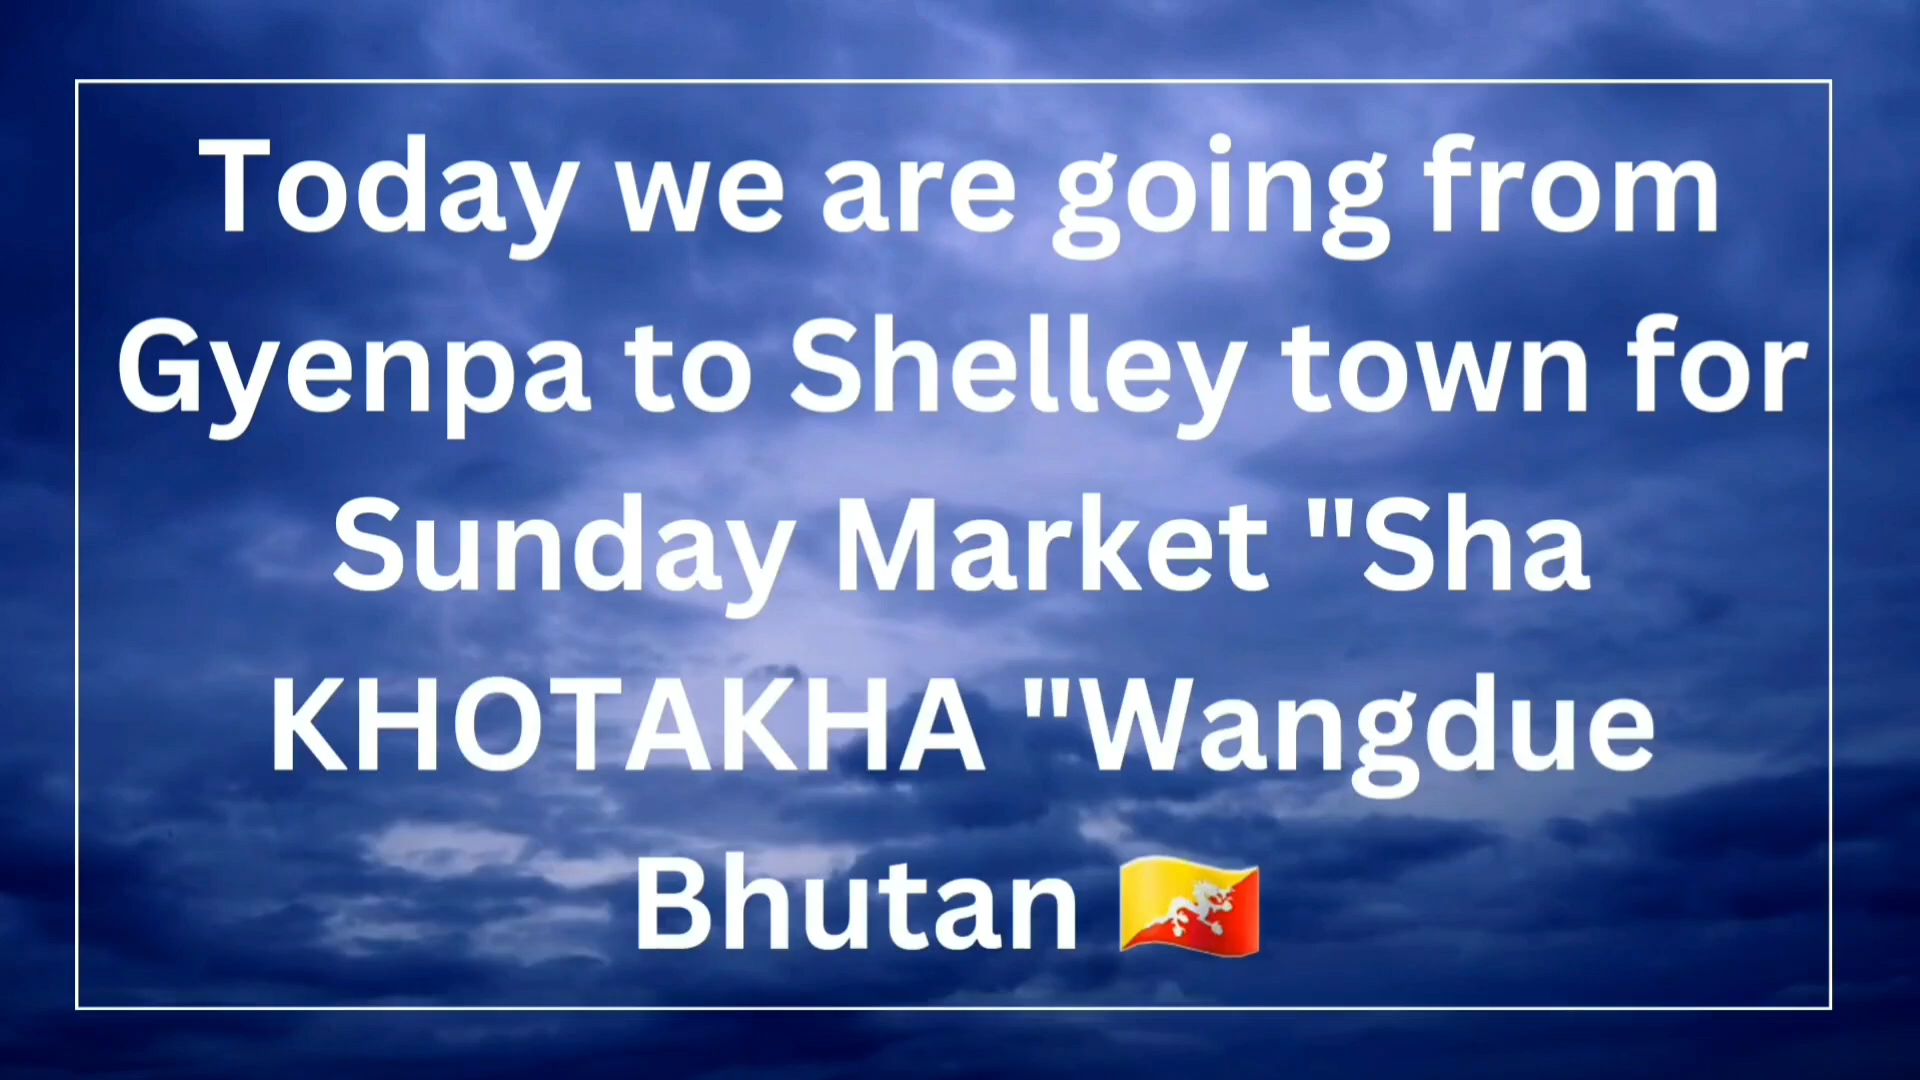 Today we are going from
Gyenpa to Shelley town for
Sunday Market "Sha
KHOTAKHA "Wangdue
Bhutan 🇧🇹